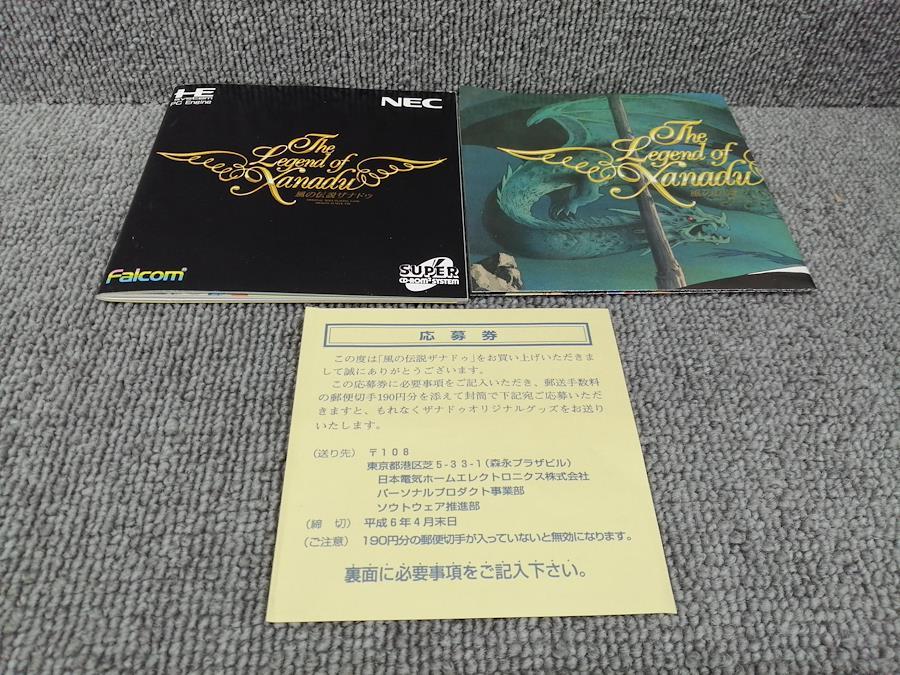 HE
SYSTEM
PC Engine
NEC
The
Legend of
Xanadu
風の伝説ザナドゥ
Falcom
SUPER
CD-ROM² SYSTEM
The
Legend of
Xanadu
応募券
この度は「風の伝説ザナドゥ」をお買い上げいただきま
して誠にありがとうございます。
この応募券に必要事項をご記入いただき、郵送手数料
の郵便切手190円分を添えて封筒で下記宛ご応募いただ
きますと、もれなくザナドゥオリジナルグッズをお送り
いたします。
(送り先) 〒108
東京都港区芝5-33-1(森永プラザビル)
日本電気ホームエレクトロニクス株式会社
パーソナルプロダクト事業部
ソフトウェア推進部
(締 切) 平成6年4月末日
(ご注意) 190円分の郵便切手が入っていないと無効になります。
裏面に必要事項をご記入下さい。